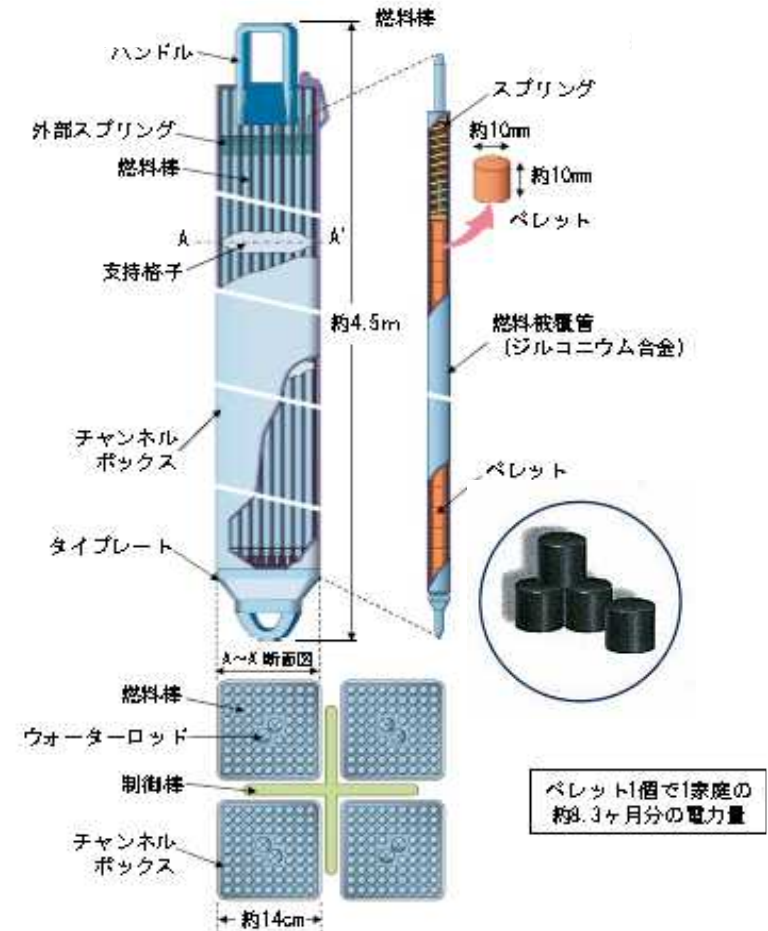 燃料棒
ハンドル
スプリング
約10mm
外部スプリング
燃料棒
約10mm
ペレット
A
A'
支持格子
約4.5m
燃料被覆管
(ジルコニウム合金)
チャンネル
ボックス
ペレット
タイプレート
A～A'断面図
燃料棒
ウォーターロッド
制御棒
ペレット1個で1家庭の
約8.3ヶ月分の電力量
チャンネル
ボックス
約14cm